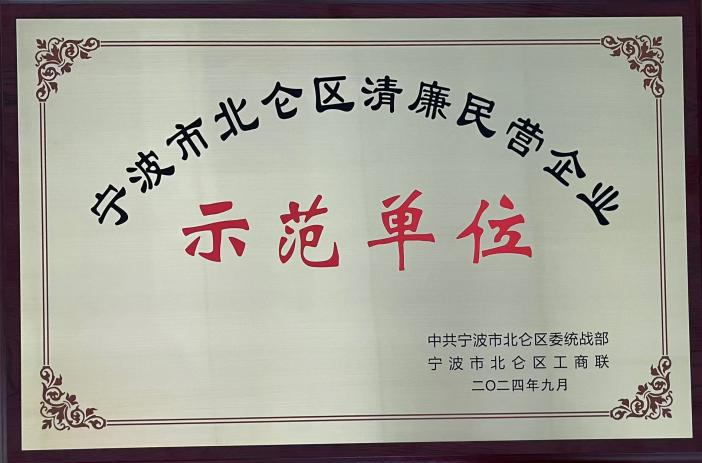 宁波市北仑区清廉民营企业
示范单位
中共宁波市北仑区委统战部
宁波市北仑区工商联
二〇二四年九月